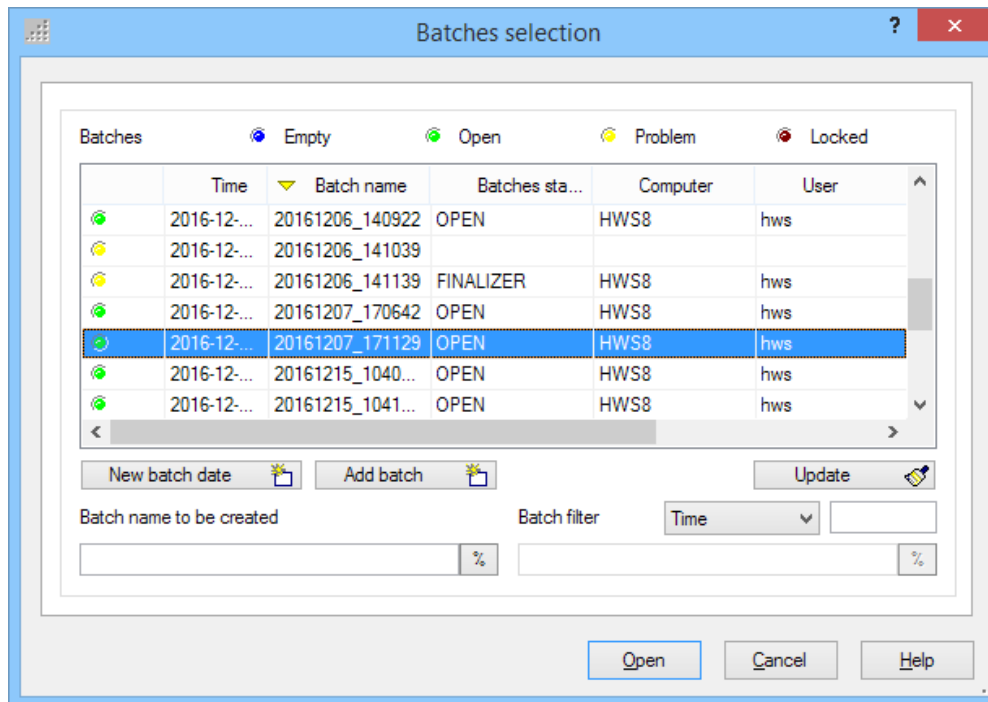 Batches selection ?
Batches Empty Open Problem Locked
Time Batch name Batches sta... Computer User
2016-12-... 20161206_140922 OPEN HWS8 hws
2016-12-... 20161206_141039
2016-12-... 20161206_141139 FINALIZER HWS8 hws
2016-12-... 20161207_170642 OPEN HWS8 hws
2016-12-... 20161207_171129 OPEN HWS8 hws
2016-12-... 20161215_1040... OPEN HWS8 hws
2016-12-... 20161215_1041... OPEN HWS8 hws
New batch date Add batch Update
Batch name to be created Batch filter Time
% %
Open Cancel Help